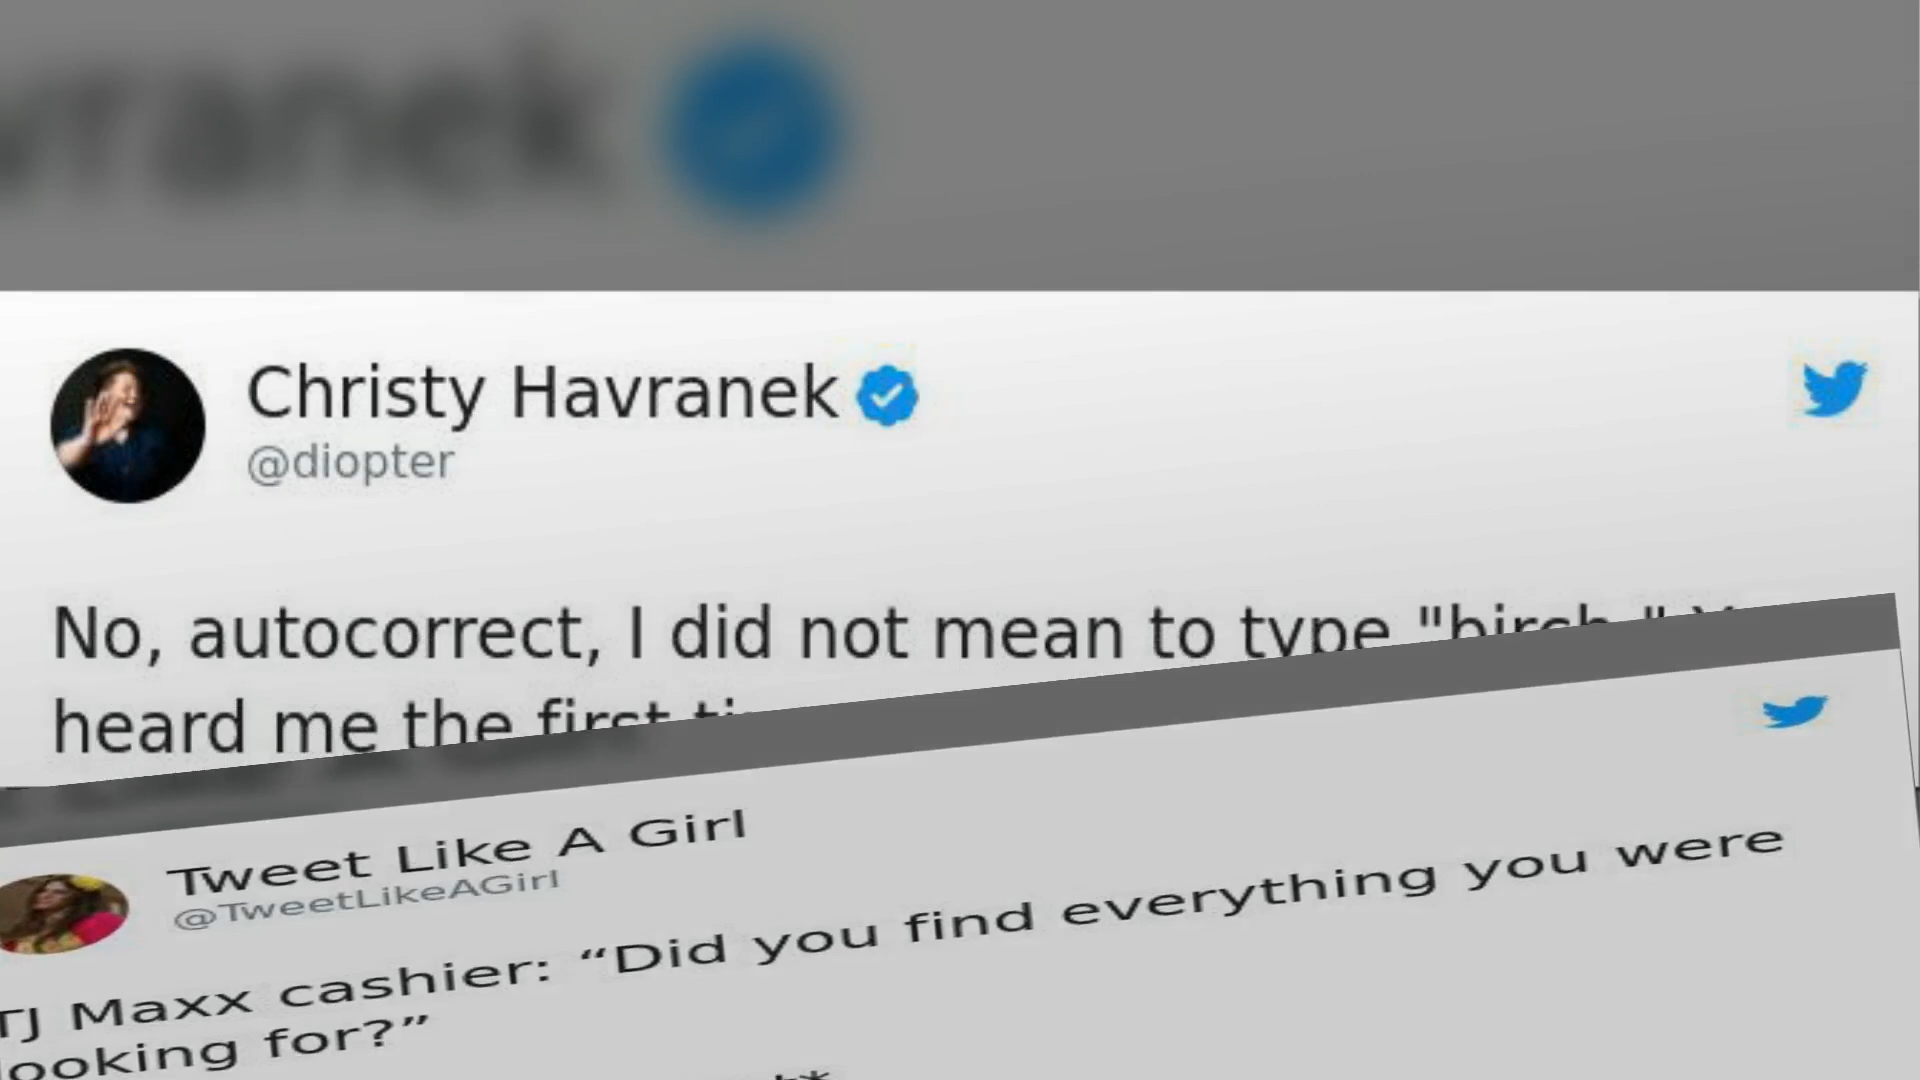 vranek
Christy Havranek
@diopter
No, autocorrect, I did not mean to type "birch."
heard me the first
Tweet Like A Girl
@TweetLikeAGirl
TJ Maxx cashier: “Did you find everything you were
looking for?”